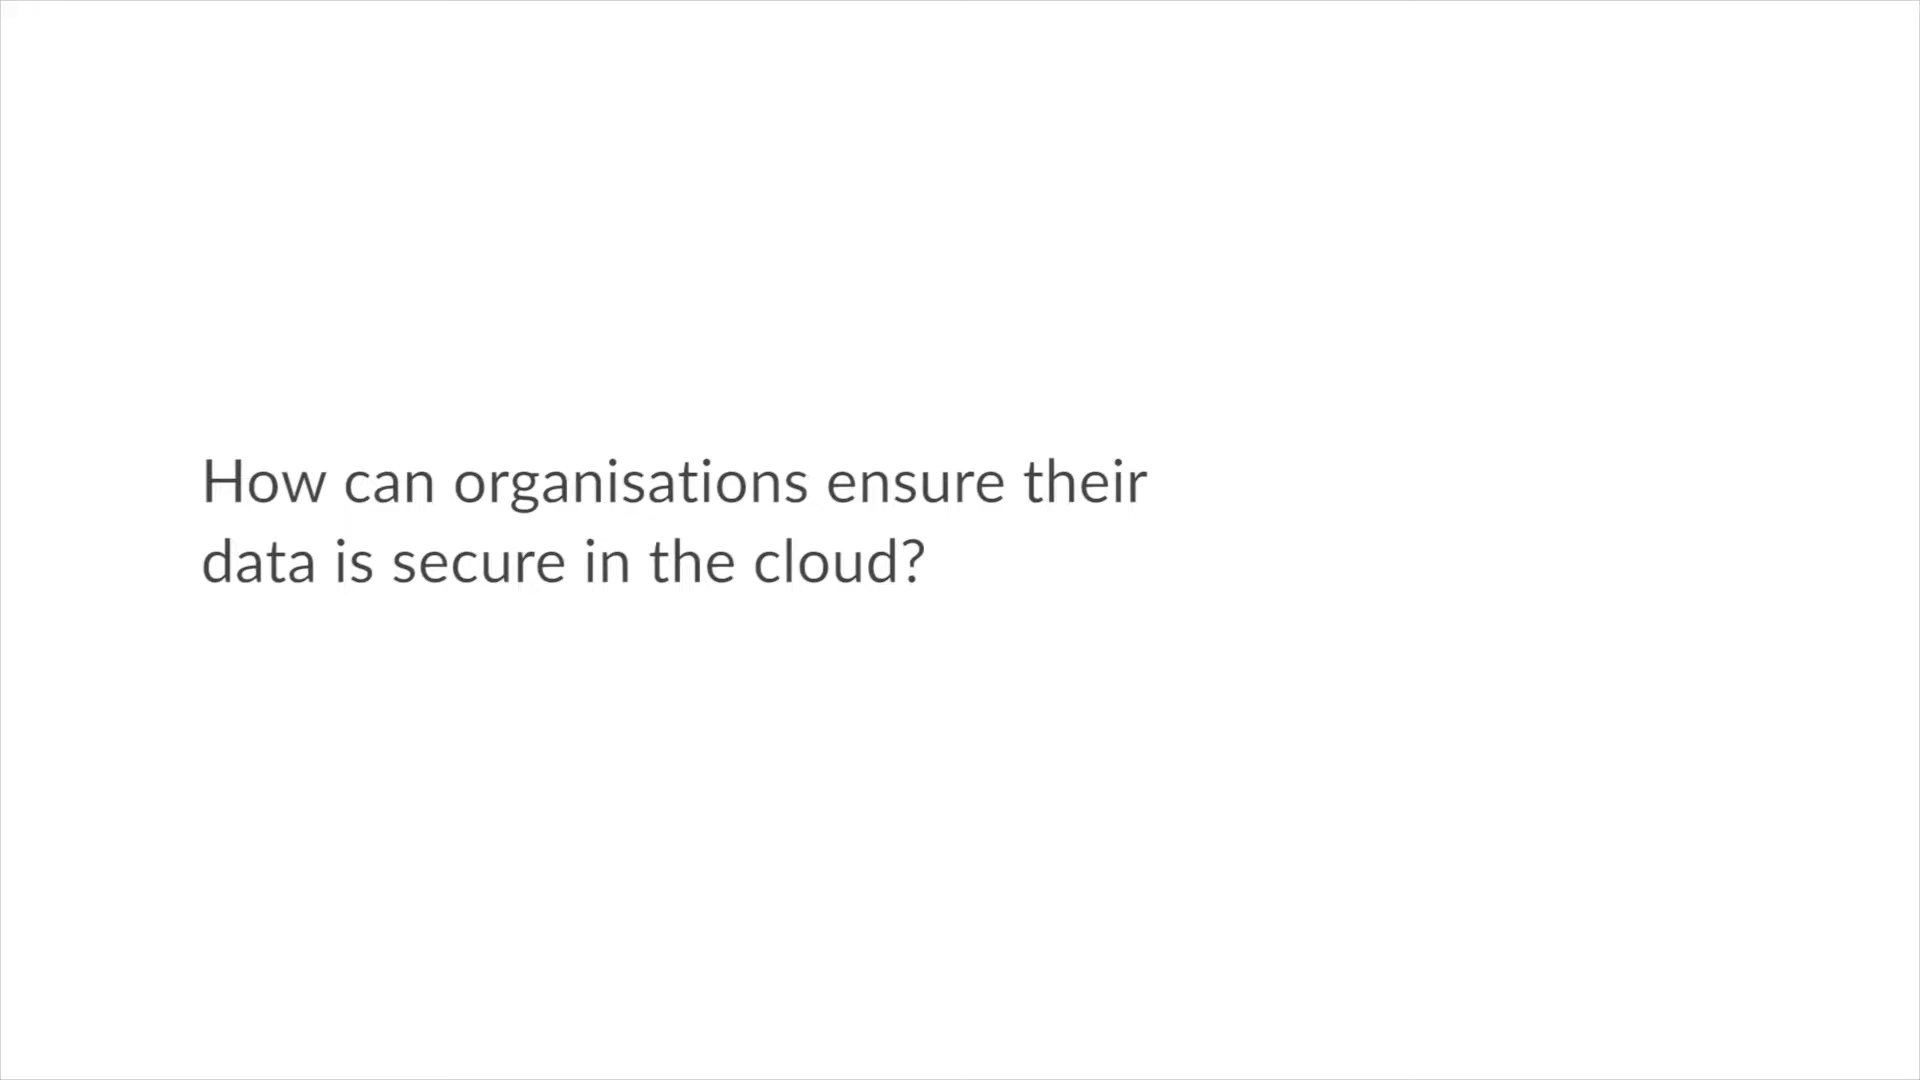 How can organisations ensure their
data is secure in the cloud?